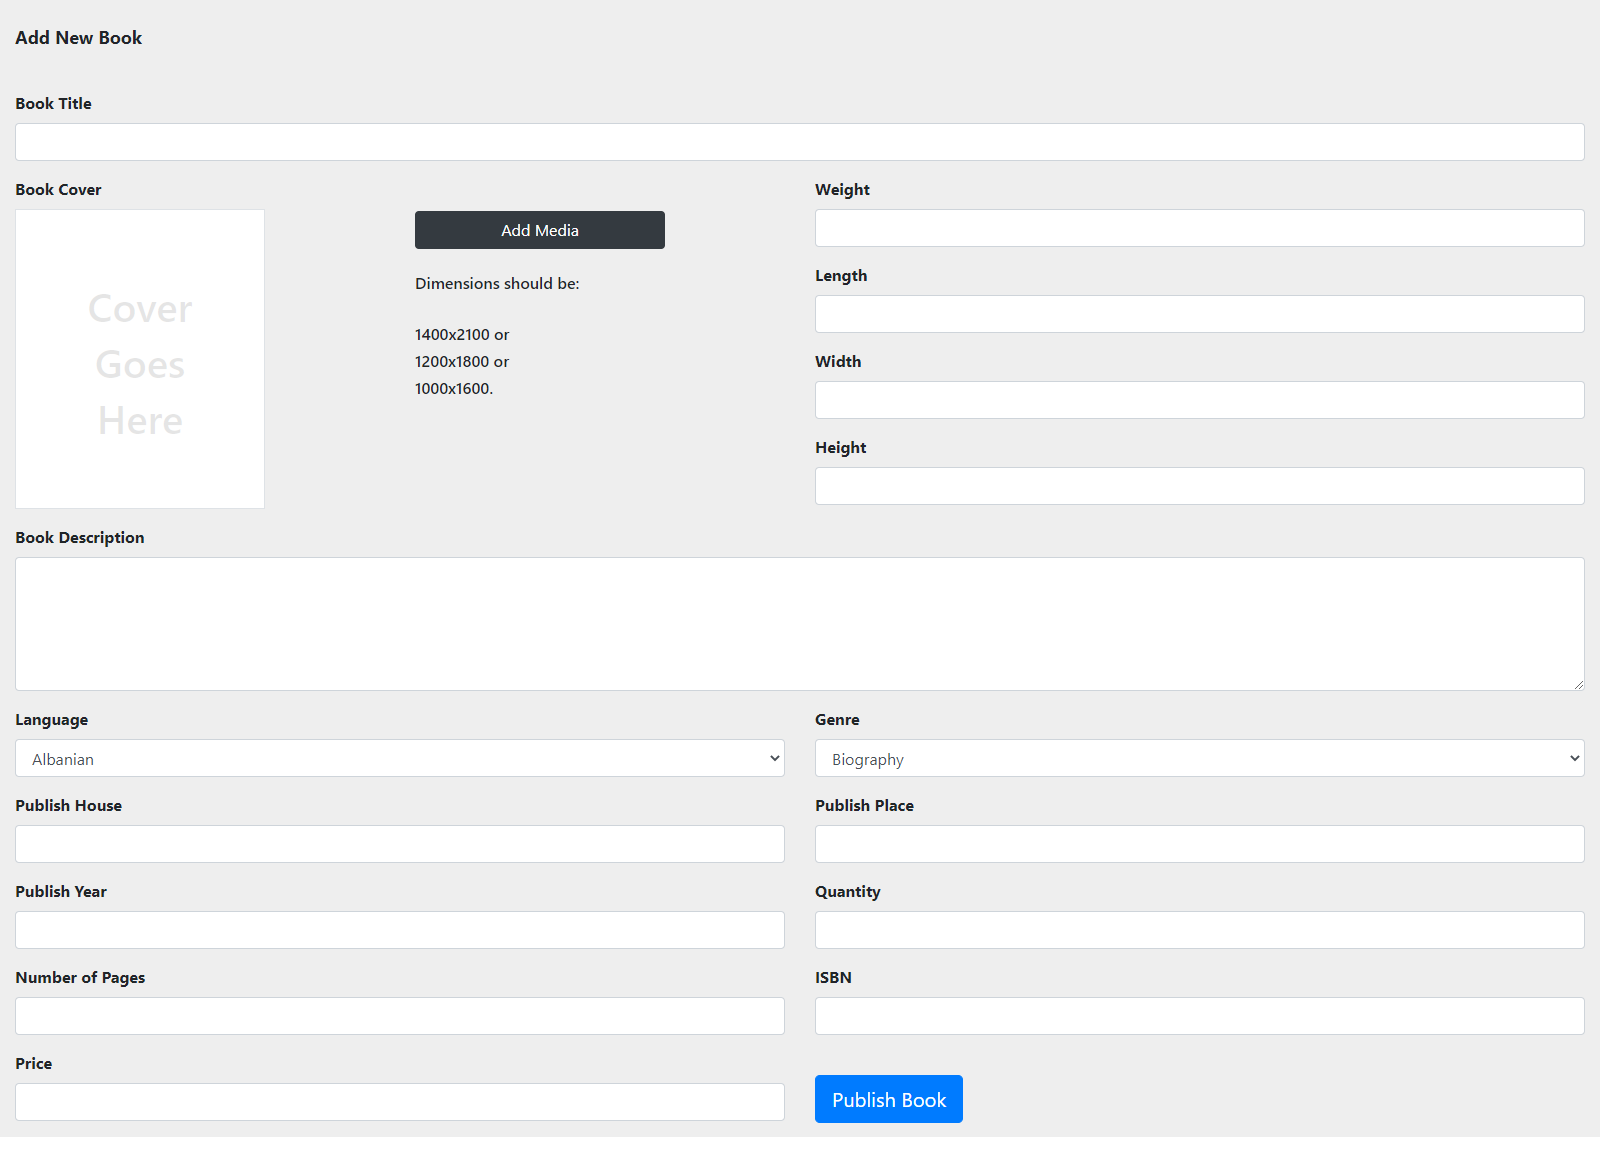 Add New Book
Book Title
Book Cover
Cover
Goes
Here
Add Media
Dimensions should be:
1400x2100 or
1200x1800 or
1000x1600.
Weight
Length
Width
Height
Book Description
Language
Genre
Albanian
Biography
Publish House
Publish Place
Publish Year
Quantity
Number of Pages
ISBN
Price
Publish Book